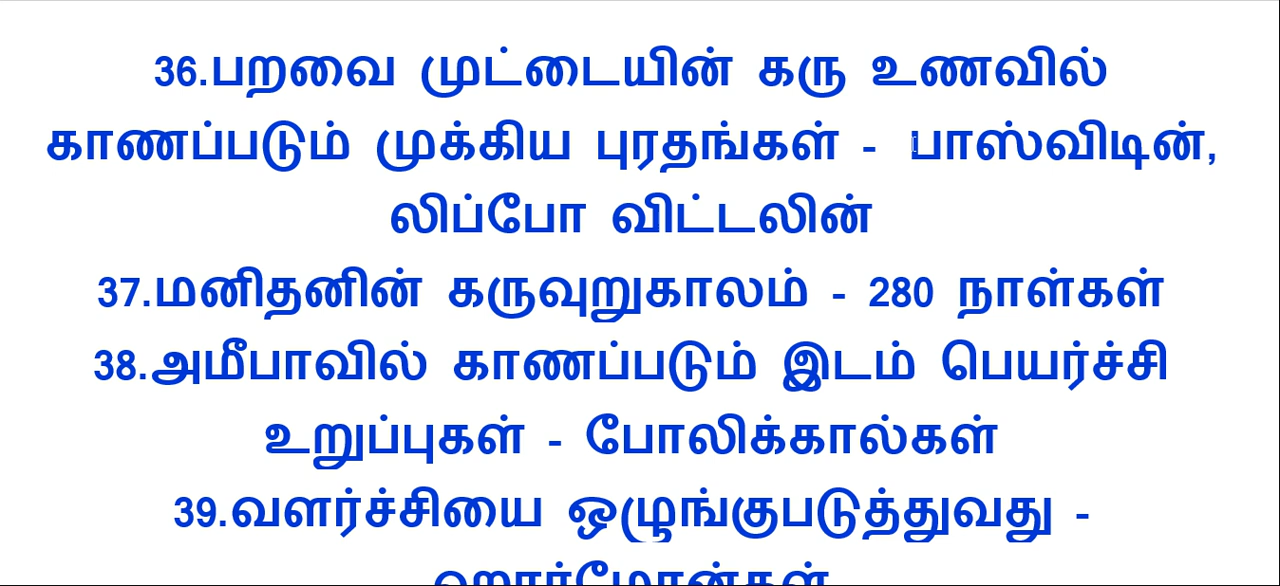 36.பறவை முட்டையின் கரு உணவில்
காணப்படும் முக்கிய புரதங்கள் - பாஸ்விடின்,
லிப்போ விட்டலின்
37.மனிதனின் கருவுறுகாலம் - 280 நாள்கள்
38.அமீபாவில் காணப்படும் இடம் பெயர்ச்சி
உறுப்புகள் - போலிக்கால்கள்
39.வளர்ச்சியை ஒழுங்குபடுத்துவது -
ஹார்மோன்கள்